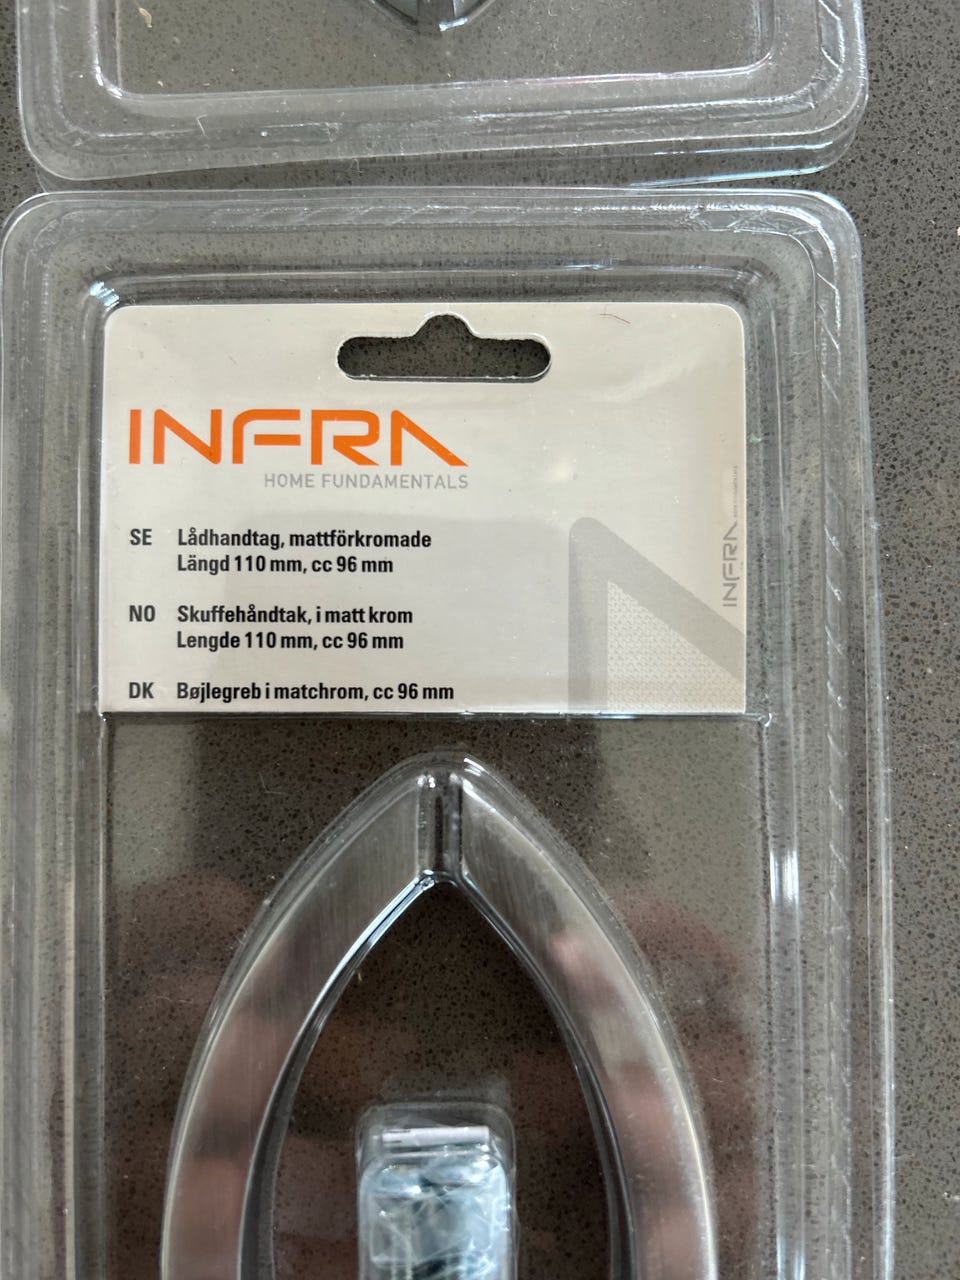 INFRA
HOME FUNDAMENTALS
SE Lådhandtag, mattförkromade
Längd 110 mm, cc 96 mm
NO Skuffehåndtak, i matt krom
Lengde 110 mm, cc 96 mm
DK Bøjlegreb i matchrom, cc 96 mm
INFRA